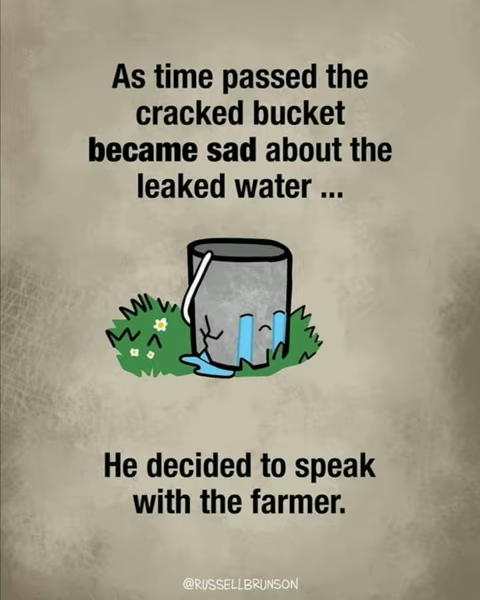 As time passed the
cracked bucket
became sad about the
leaked water ...
He decided to speak
with the farmer.
@RUSSELLBRUNSON